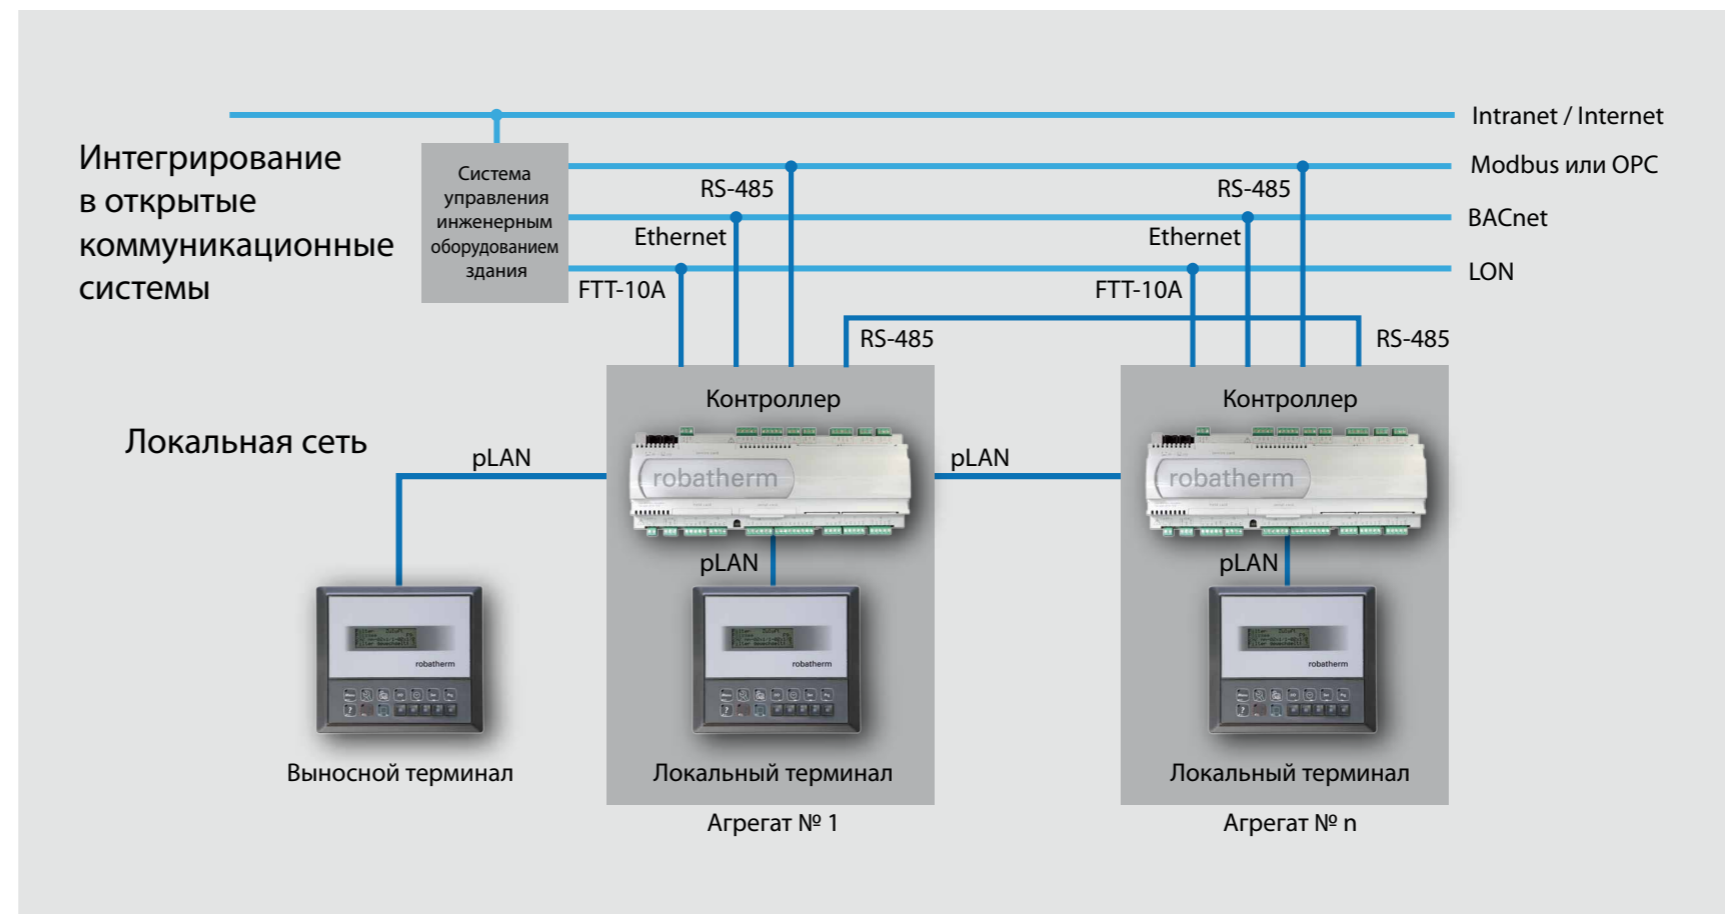 Intranet / Internet
Интегрирование
в открытые
коммуникационные
системы
Система
управления
инженерным
оборудованием
здания
Modbus или OPC
RS-485
RS-485
BACnet
Ethernet
Ethernet
LON
FTT-10A
FTT-10A
RS-485
RS-485
Контроллер
Контроллер
Локальная сеть
pLAN
pLAN
robatherm
robatherm
pLAN
pLAN
robatherm
robatherm
robatherm
Выносной терминал
Локальный терминал
Локальный терминал
Агрегат № 1
Агрегат № n